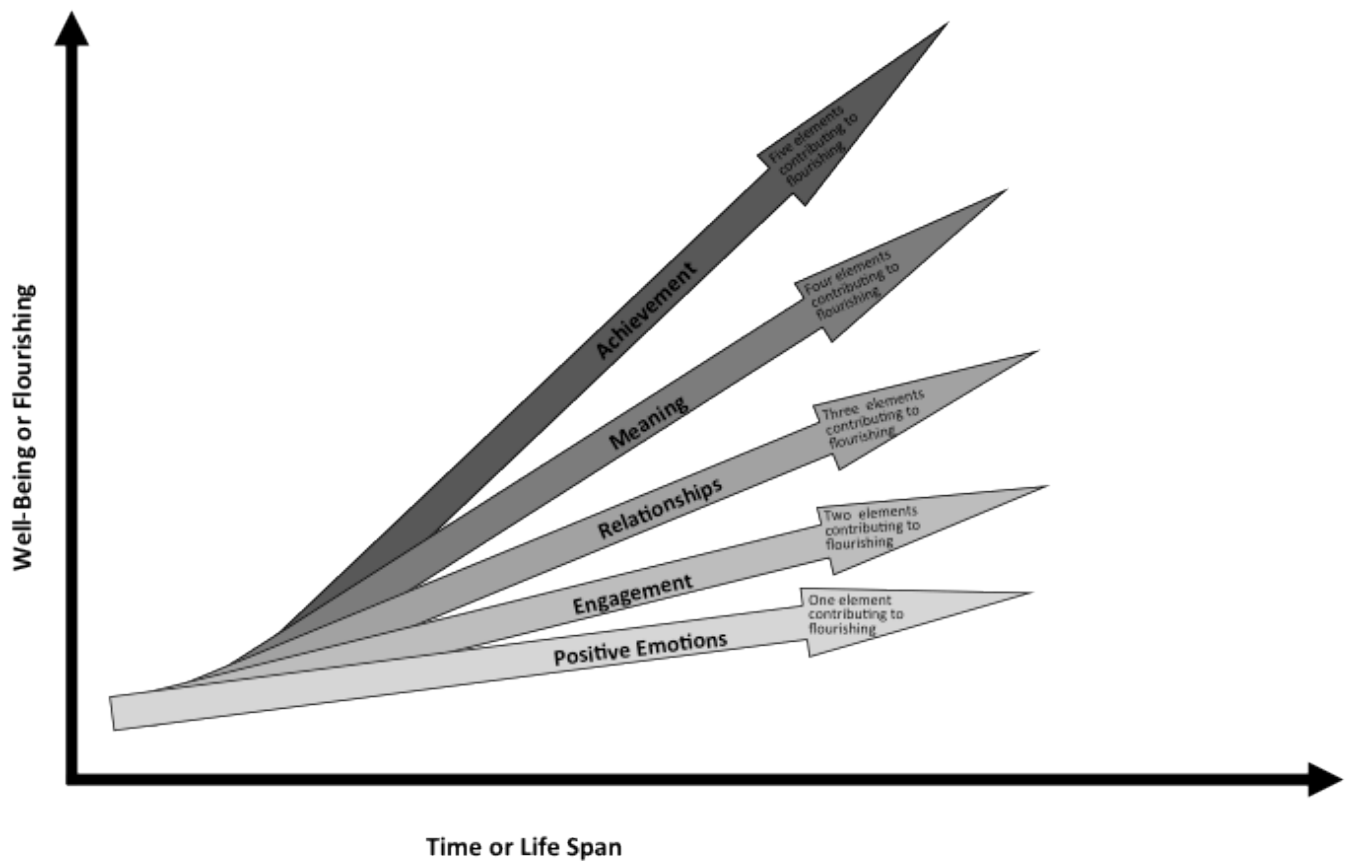 Well-Being or Flourishing
Five elements
contributing to
flourishing
Achievement
Four elements
contributing to
flourishing
Meaning
Three elements
contributing to
flourishing
Relationships
Two elements
contributing to
flourishing
Engagement
One element
contributing to
flourishing
Positive Emotions
Time or Life Span